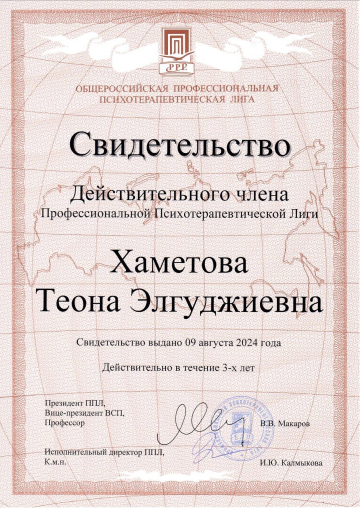 РРР
ОБЩЕРОССИЙСКАЯ ПРОФЕССИОНАЛЬНАЯ
ПСИХОТЕРАПЕВТИЧЕСКАЯ ЛИГА
Свидетельство
Действительного члена
Профессиональной Психотерапевтической Лиги
Хаметова
Теона Элгуджиевна
Свидетельство выдано 09 августа 2024 года
Действительно в течение 3-х лет
Президент ППЛ,
Вице-президент ВСП,
Профессор
В.В. Макаров
Исполнительный директор ППЛ,
К.м.н.
И.Ю. Калмыкова